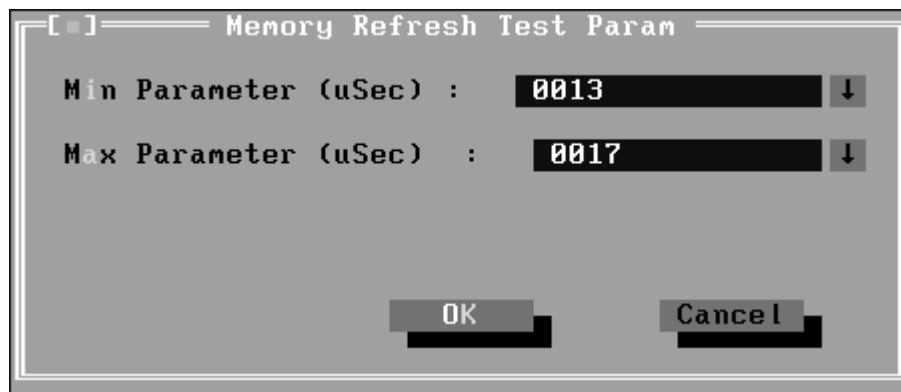 [■] Memory Refresh Test Param
Min Parameter (uSec) : 0013 ↓
Max Parameter (uSec) : 0017 ↓
OK Cancel